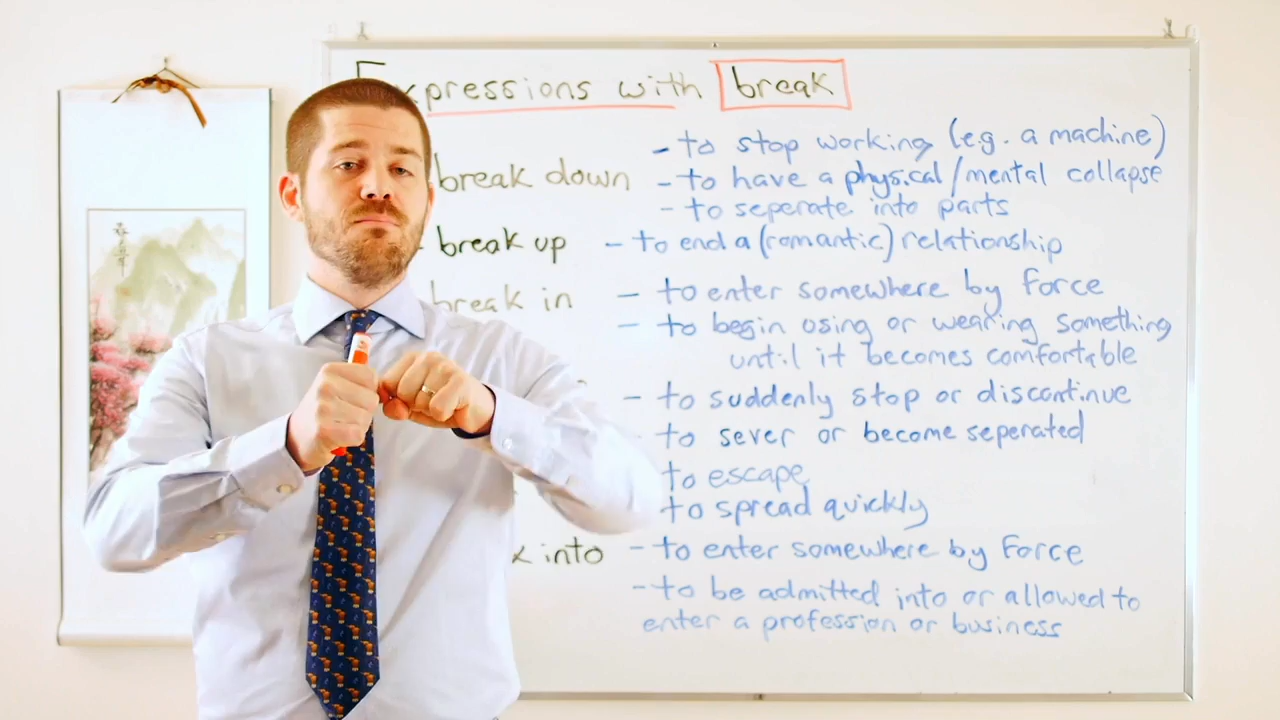 Expressions with break
break down
- to stop working (e.g. a machine)
- to have a physical/mental collapse
- to seperate into parts
- break up - to end a (romantic) relationship
break in - to enter somewhere by force
- to begin using or wearing something
until it becomes comfortable
- to suddenly stop or discontinue
to sever or become seperated
to escape
to spread quickly
into - to enter somewhere by force
- to be admitted into or allowed to
enter a profession or business